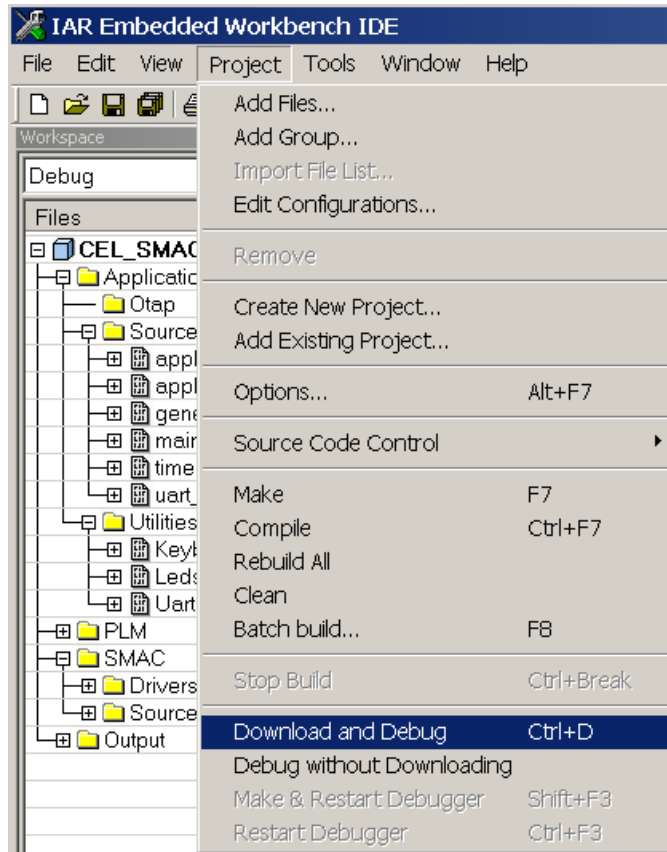 IAR Embedded Workbench IDE
File Edit View Project Tools Window Help
Workspace
Debug
Files
CEL_SMAC
Applicatic
Otap
Source
appl
appl
gene
main
time
uart_
Utilities
Keyb
Leds
Uart
PLM
SMAC
Drivers
Source
Output
Add Files...
Add Group...
Import File List...
Edit Configurations...
Remove
Create New Project...
Add Existing Project...
Options... Alt+F7
Source Code Control
Make F7
Compile Ctrl+F7
Rebuild All
Clean
Batch build... F8
Stop Build Ctrl+Break
Download and Debug Ctrl+D
Debug without Downloading
Make & Restart Debugger Shift+F3
Restart Debugger Ctrl+F3